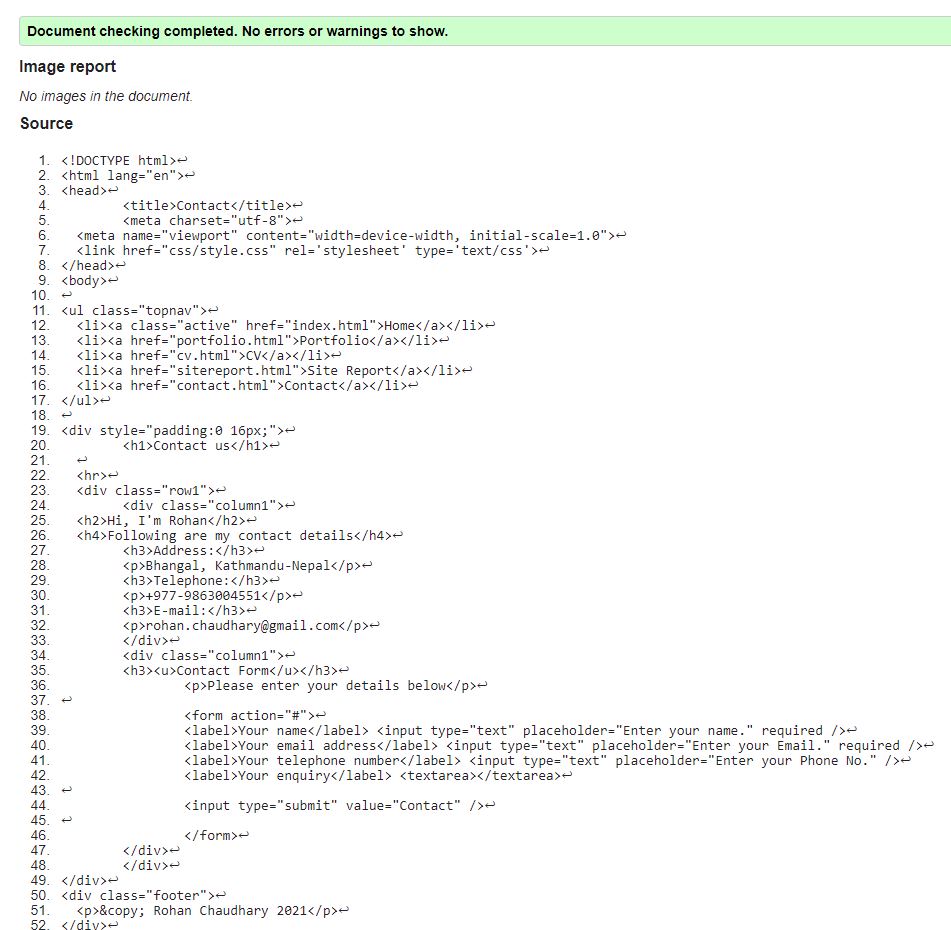 Document checking completed. No errors or warnings to show.
Image report
No images in the document.
Source
1. <!DOCTYPE html>↩
2. <html lang="en">↩
3. <head>↩
4. <title>Contact</title>↩
5. <meta charset="utf-8">↩
6. <meta name="viewport" content="width=device-width, initial-scale=1.0">↩
7. <link href="css/style.css" rel='stylesheet' type='text/css'>↩
8. </head>↩
9. <body>↩
10. ↩
11. <ul class="topnav">↩
12. <li><a class="active" href="index.html">Home</a></li>↩
13. <li><a href="portfolio.html">Portfolio</a></li>↩
14. <li><a href="cv.html">CV</a></li>↩
15. <li><a href="sitereport.html">Site Report</a></li>↩
16. <li><a href="contact.html">Contact</a></li>↩
17. </ul>↩
18. ↩
19. <div style="padding:0 16px;">↩
20. <h1>Contact us</h1>↩
21. ↩
22. <hr>↩
23. <div class="row1">↩
24. <div class="column1">↩
25. <h2>Hi, I'm Rohan</h2>↩
26. <h4>Following are my contact details</h4>↩
27. <h3>Address:</h3>↩
28. <p>Bhangal, Kathmandu-Nepal</p>↩
29. <h3>Telephone:</h3>↩
30. <p>+977-9863004551</p>↩
31. <h3>E-mail:</h3>↩
32. <p>rohan.chaudhary@gmail.com</p>↩
33. </div>↩
34. <div class="column1">↩
35. <h3><u>Contact Form</u></h3>↩
36. <p>Please enter your details below</p>↩
37. ↩
38. <form action="#">↩
39. <label>Your name</label> <input type="text" placeholder="Enter your name." required />↩
40. <label>Your email address</label> <input type="text" placeholder="Enter your Email." required />↩
41. <label>Your telephone number</label> <input type="text" placeholder="Enter your Phone No." />↩
42. <label>Your enquiry</label> <textarea></textarea>↩
43. ↩
44. <input type="submit" value="Contact" />↩
45. ↩
46. </form>↩
47. </div>↩
48. </div>↩
49. </div>↩
50. <div class="footer">↩
51. <p>&copy; Rohan Chaudhary 2021</p>↩
52. </div>↩